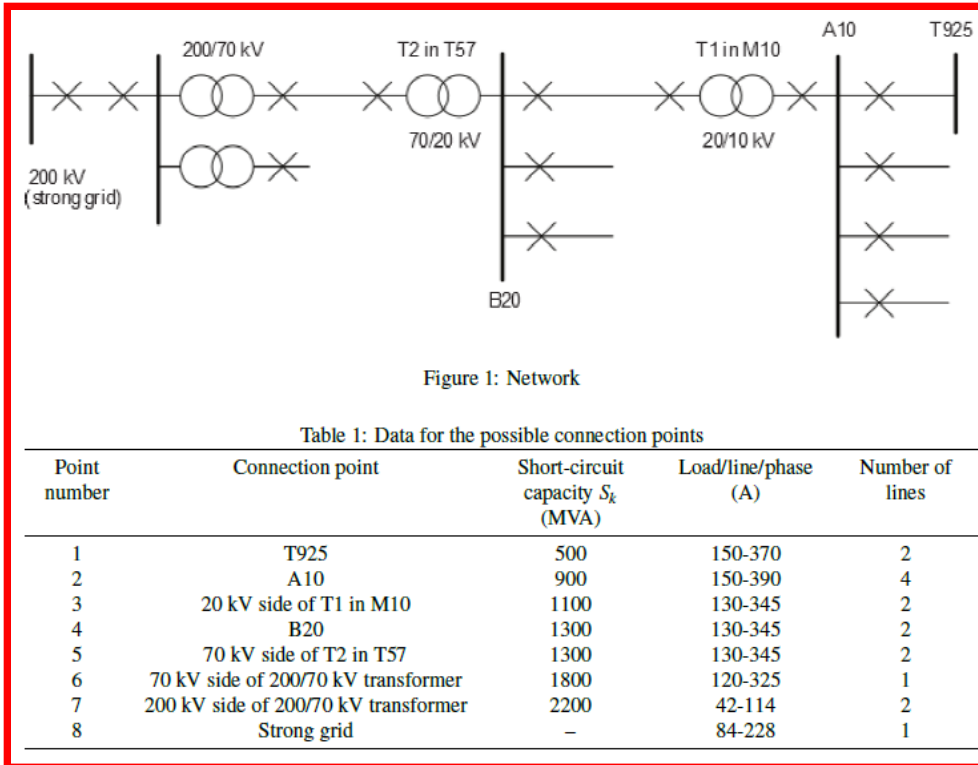 A10
T925
200/70 kV
T2 in T57
T1 in M10
70/20 kV
20/10 kV
200 kV
(strong grid)
B20
Figure 1: Network
Table 1: Data for the possible connection points
Point number Connection point Short-circuit capacity Sₖ (MVA) Load/line/phase (A) Number of lines
1 T925 500 150-370 2
2 A10 900 150-390 4
3 20 kV side of T1 in M10 1100 130-345 2
4 B20 1300 130-345 2
5 70 kV side of T2 in T57 1300 130-345 2
6 70 kV side of 200/70 kV transformer 1800 120-325 1
7 200 kV side of 200/70 kV transformer 2200 42-114 2
8 Strong grid – 84-228 1